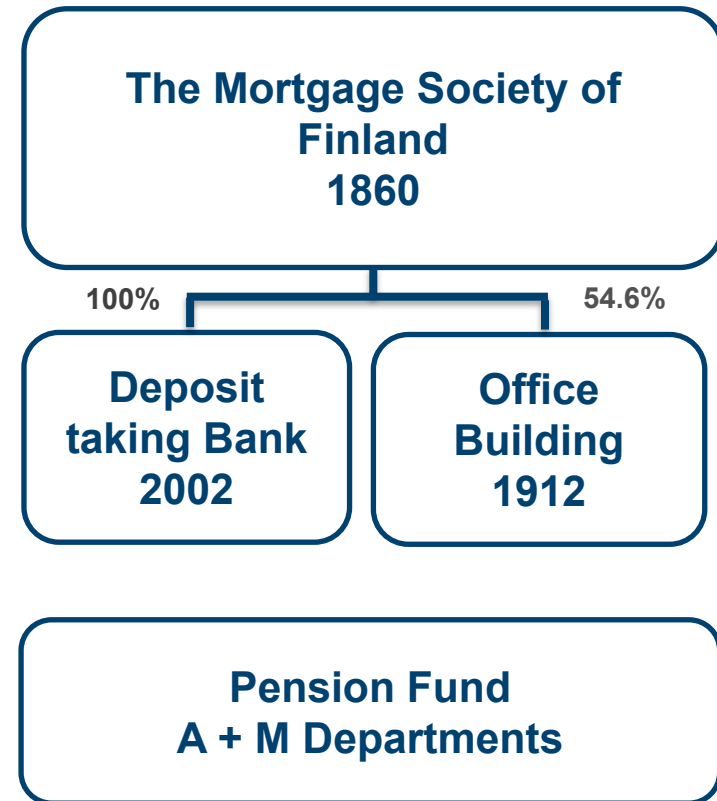 The Mortgage Society of
Finland
1860
100%
54.6%
Deposit
taking Bank
2002
Office
Building
1912
Pension Fund
A + M Departments